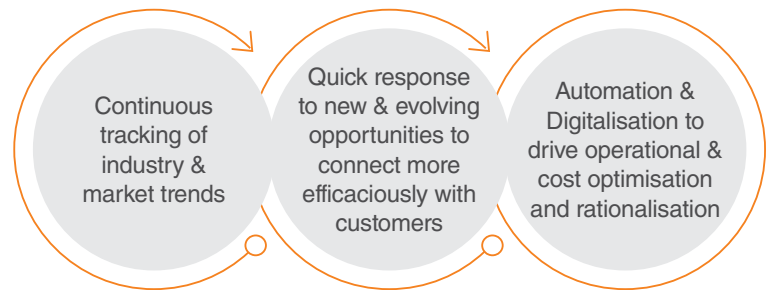 Continuous
tracking of
industry &
market trends
Quick response
to new & evolving
opportunities to
connect more
efficaciously with
customers
Automation &
Digitalisation to
drive operational &
cost optimisation
and rationalisation